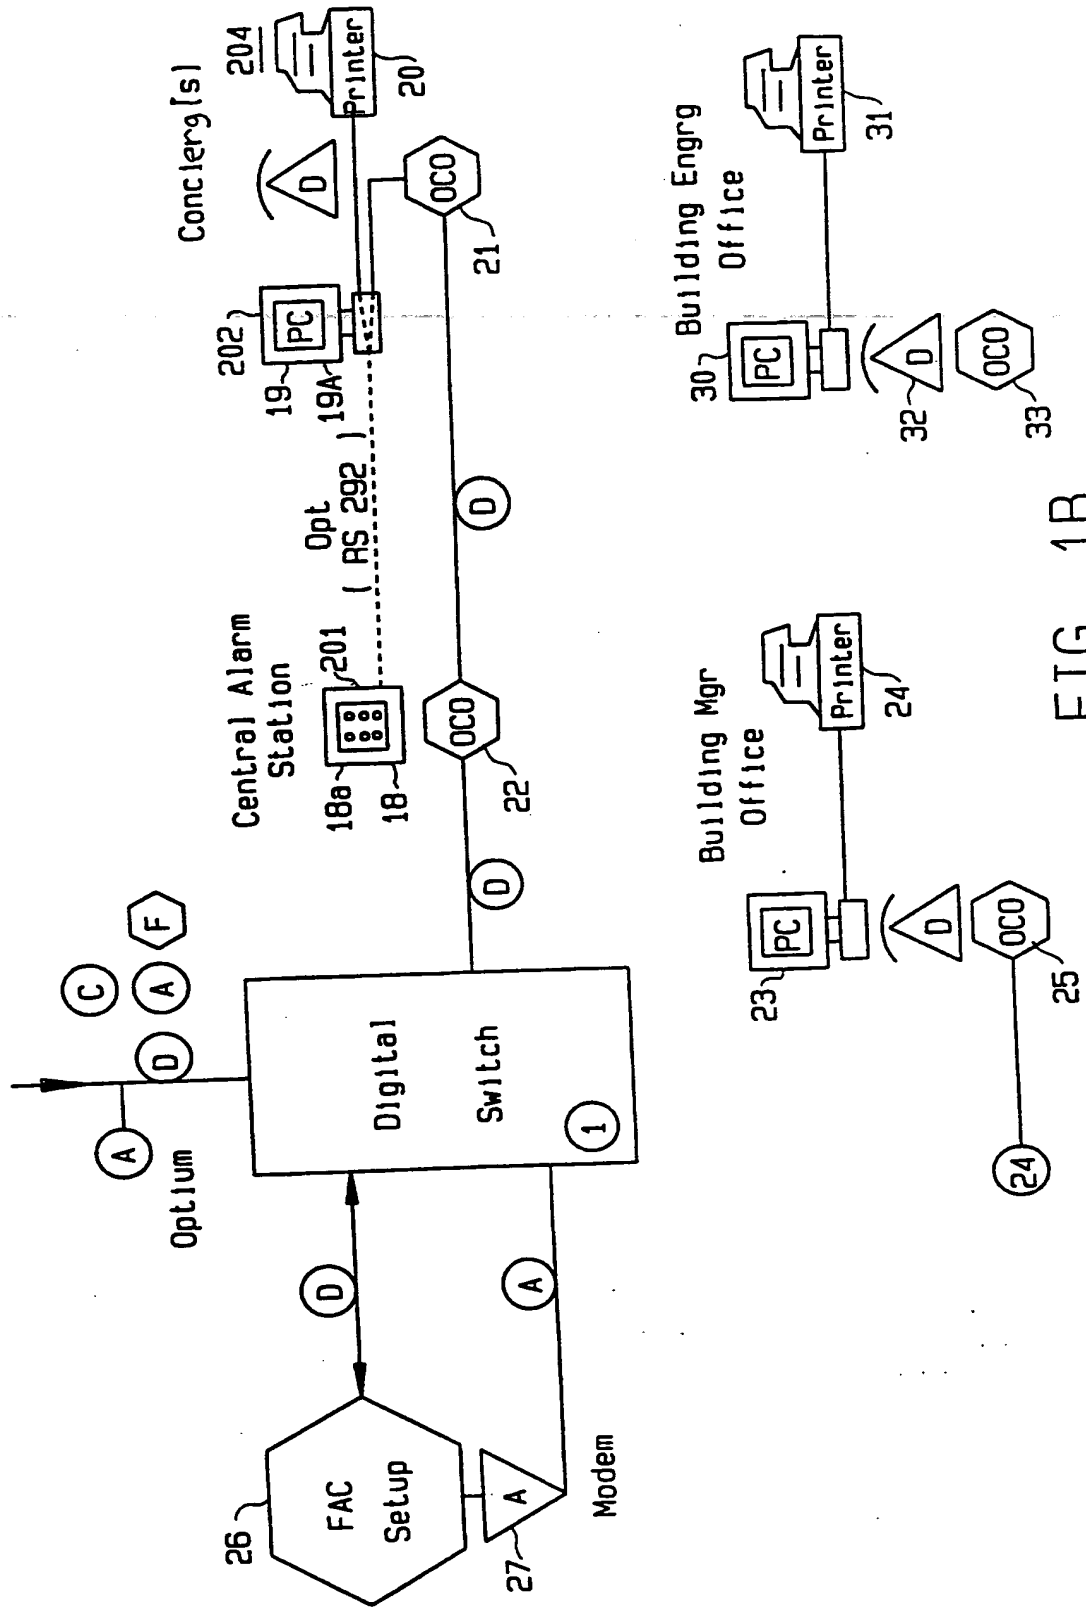 Concierg(s)
204
Printer
20
D
202
PC
19
19A
OCO
21
Opt
( RS 292 )
D
Central Alarm
Station
201
18a
18
OCO
22
D
C
F
A
D
A
Optium
Digital
Switch
1
D
A
FAC
Setup
26
A
27
Modem
Building Mgr
Office
Printer
24
PC
23
D
OCO
25
24
Building Engrg
Office
Printer
31
PC
30
D
32
OCO
33
FIG 1B